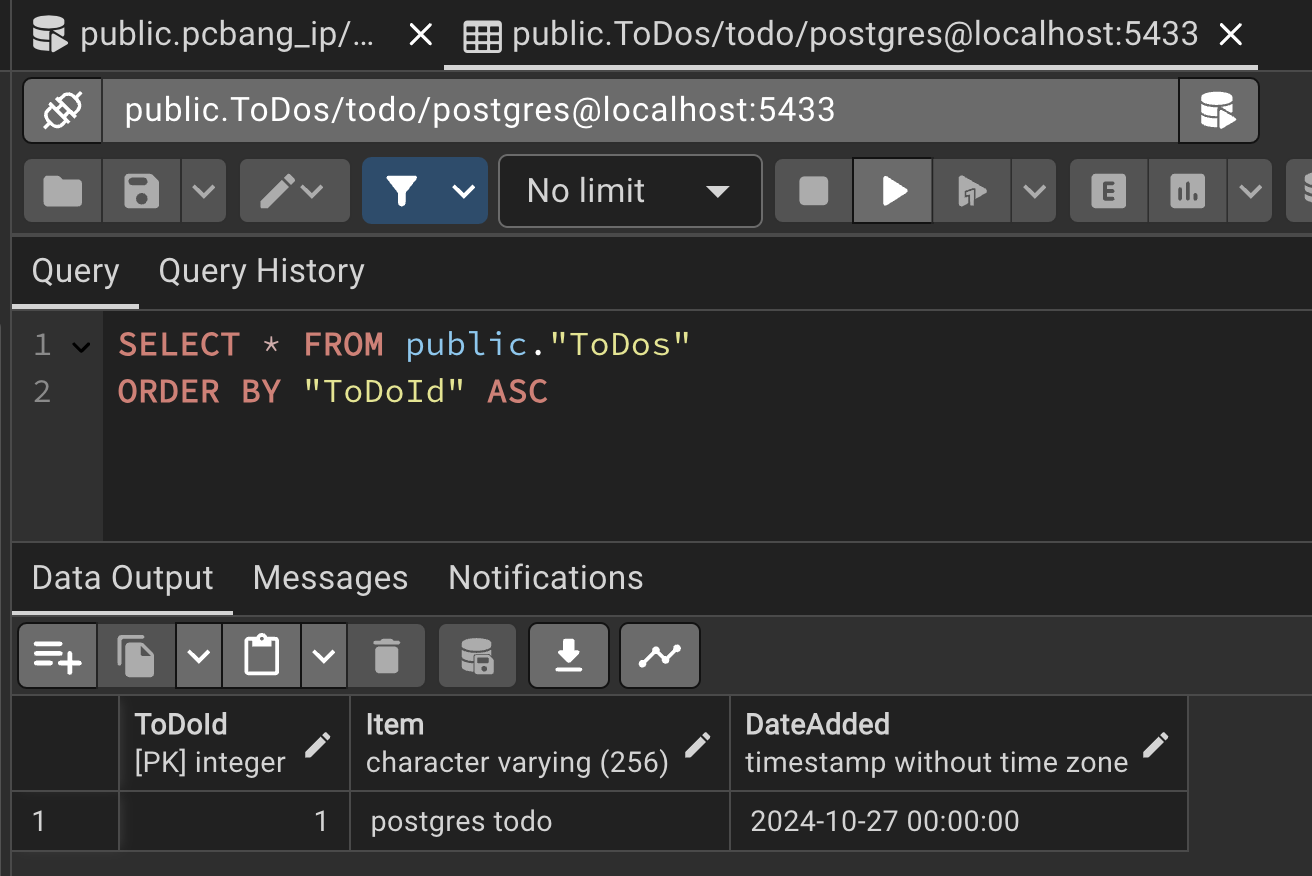 public.pcbang_ip/...
public.ToDos/todo/postgres@localhost:5433
public.ToDos/todo/postgres@localhost:5433
No limit
E
Query
Query History
1 SELECT * FROM public."ToDos"
2 ORDER BY "ToDoId" ASC
Data Output
Messages
Notifications
ToDoId
[PK] integer
Item
character varying (256)
DateAdded
timestamp without time zone
1 1 postgres todo 2024-10-27 00:00:00